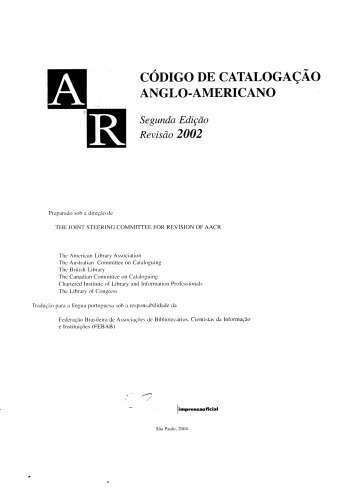 A
R
CÓDIGO DE CATALOGAÇÃO
ANGLO-AMERICANO
Segunda Edição
Revisão 2002
Preparado sob a direção de
THE JOINT STEERING COMMITTEE FOR REVISION OF AACR
The American Library Association
The Australian Committee on Cataloguing
The British Library
The Canadian Committee on Cataloguing
Chartered Institute of Library and Information Professionals
The Library of Congress
Tradução para a língua portuguesa sob a responsabilidade da
Federação Brasileira de Associações de Bibliotecários, Cientistas da Informação
e Instituições (FEBAB)
imprensaoficial
São Paulo, 2004